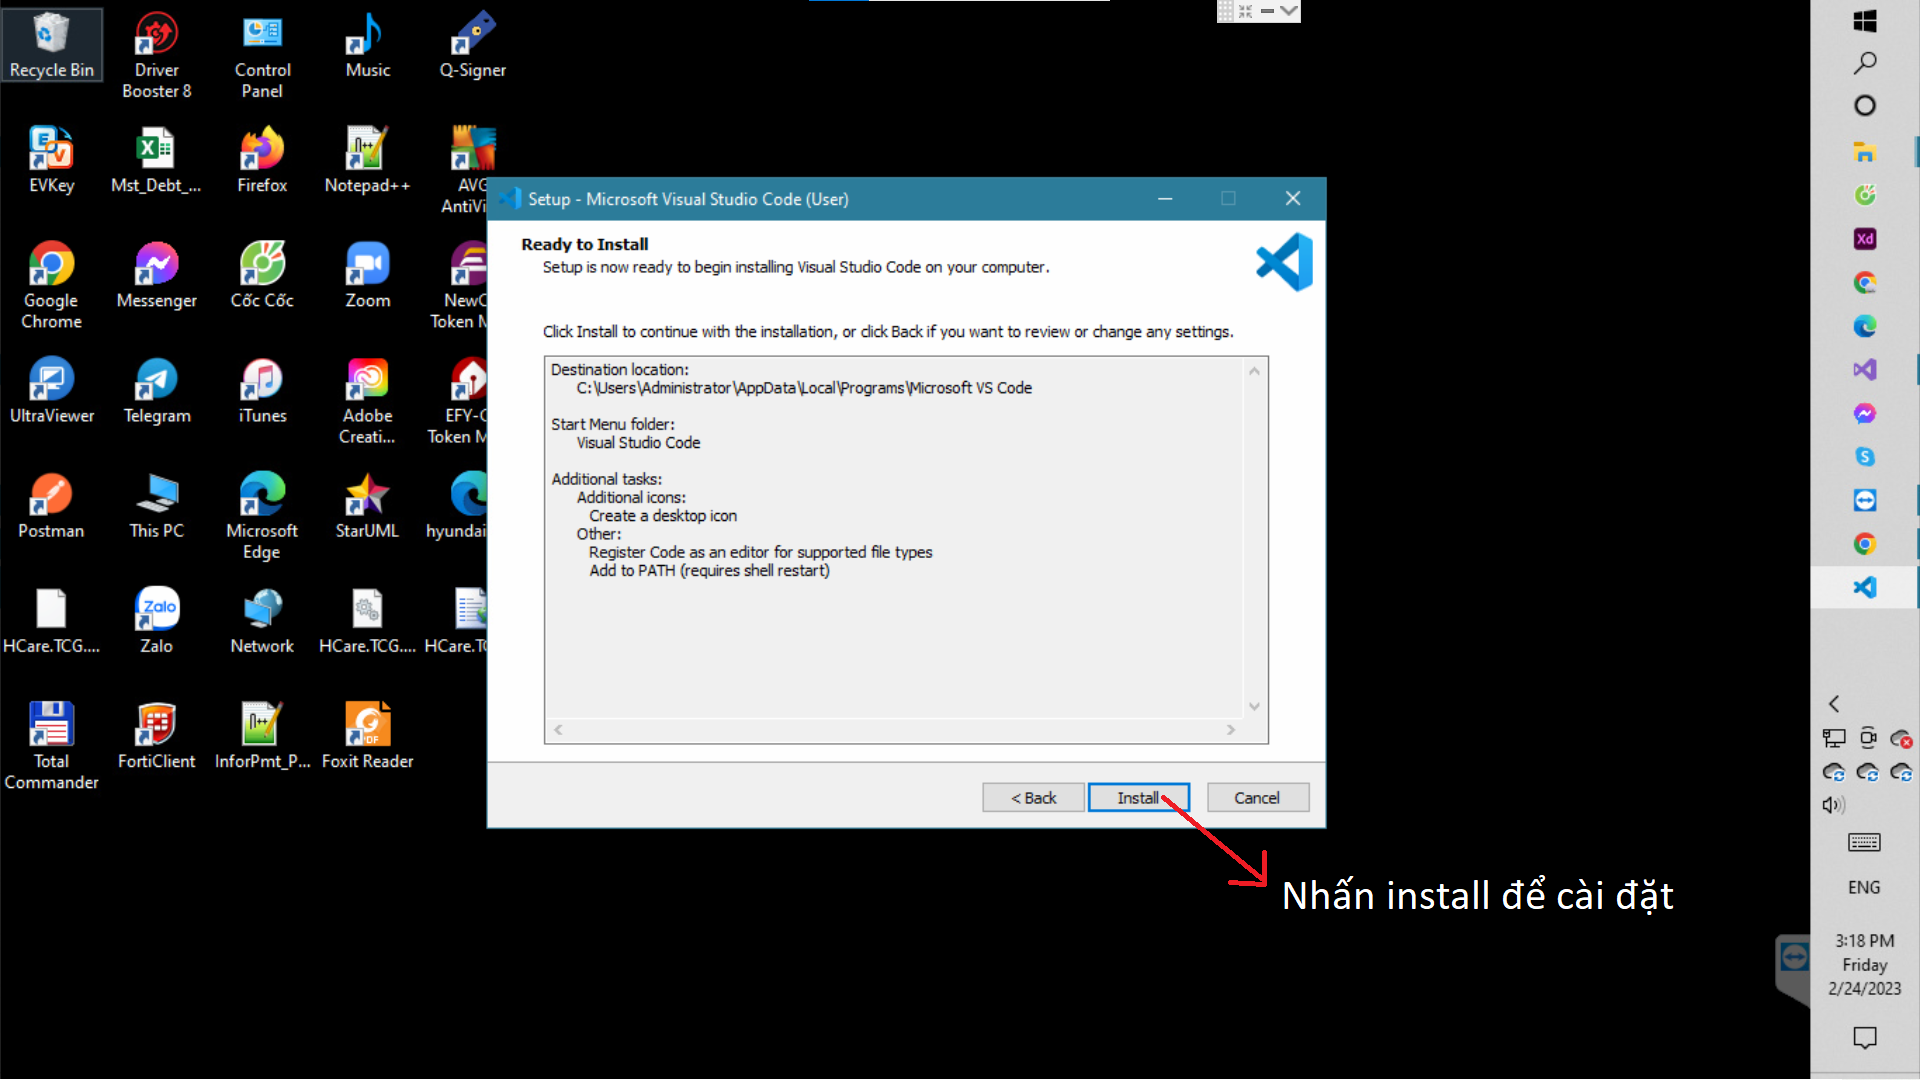 Recycle Bin
Driver
Booster 8
Control
Panel
Music
Q-Signer
EVKey
Mst_Debt_...
Firefox
Notepad++
AVG
AntiVi
Google
Chrome
Messenger
Cốc Cốc
Zoom
NewC
Token M
UltraViewer
Telegram
iTunes
Adobe
Creati...
EFY-C
Token M
Postman
This PC
Microsoft
Edge
StarUML
hyundai
HCare.TCG....
Zalo
Zalo
Network
HCare.TCG....
HCare.TC
Total
Commander
FortiClient
InforPmt_P...
PDF
Foxit Reader
Setup - Microsoft Visual Studio Code (User)
Ready to Install
Setup is now ready to begin installing Visual Studio Code on your computer.
Click Install to continue with the installation, or click Back if you want to review or change any settings.
Destination location:
C:\Users\Administrator\AppData\Local\Programs\Microsoft VS Code
Start Menu folder:
Visual Studio Code
Additional tasks:
Additional icons:
Create a desktop icon
Other:
Register Code as an editor for supported file types
Add to PATH (requires shell restart)
< Back
Install
Cancel
Nhấn install để cài đặt
Xd
ENG
3:18 PM
Friday
2/24/2023